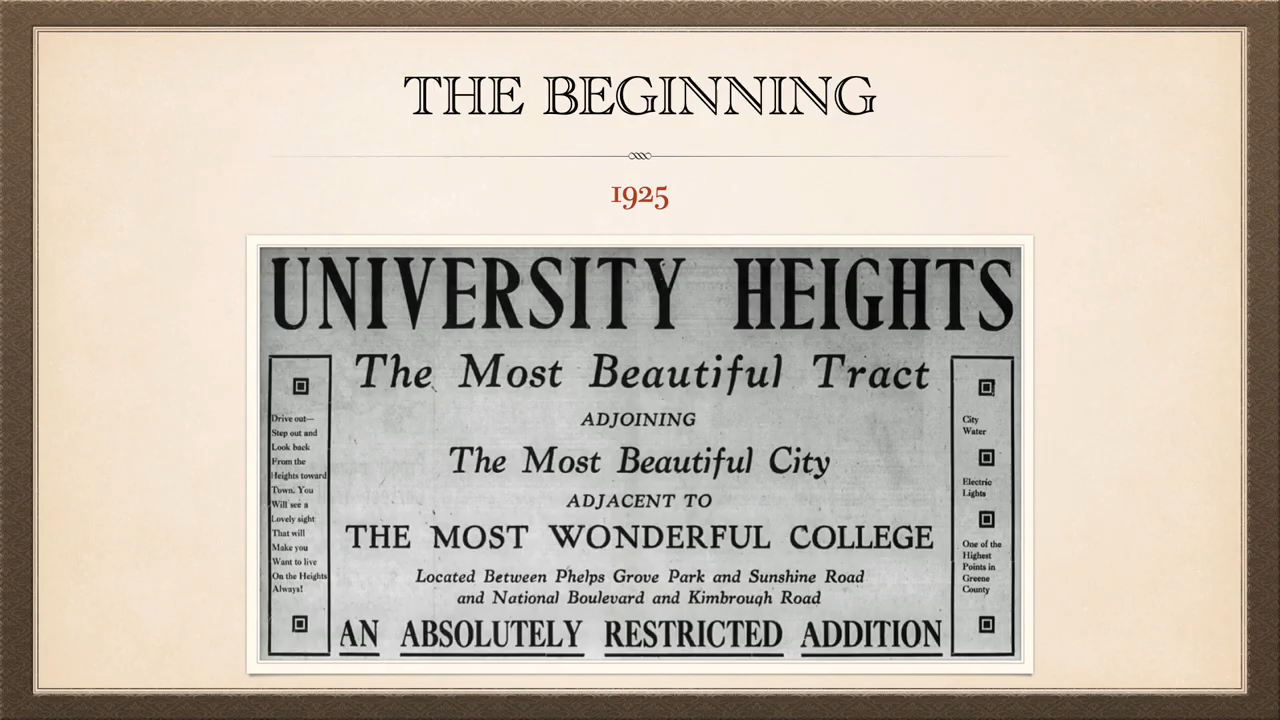 THE BEGINNING
1925
UNIVERSITY HEIGHTS
The Most Beautiful Tract
ADJOINING
The Most Beautiful City
ADJACENT TO
THE MOST WONDERFUL COLLEGE
Located Between Phelps Grove Park and Sunshine Road
and National Boulevard and Kimbrough Road
AN ABSOLUTELY RESTRICTED ADDITION
Drive out—
Step out and
Look back
From the
Heights toward
Town. You
Will see a
Lovely sight
That will
Make you
Want to live
On the Heights
Always!
City
Water
Electric
Lights
One of the
Highest
Points in
Greene
County